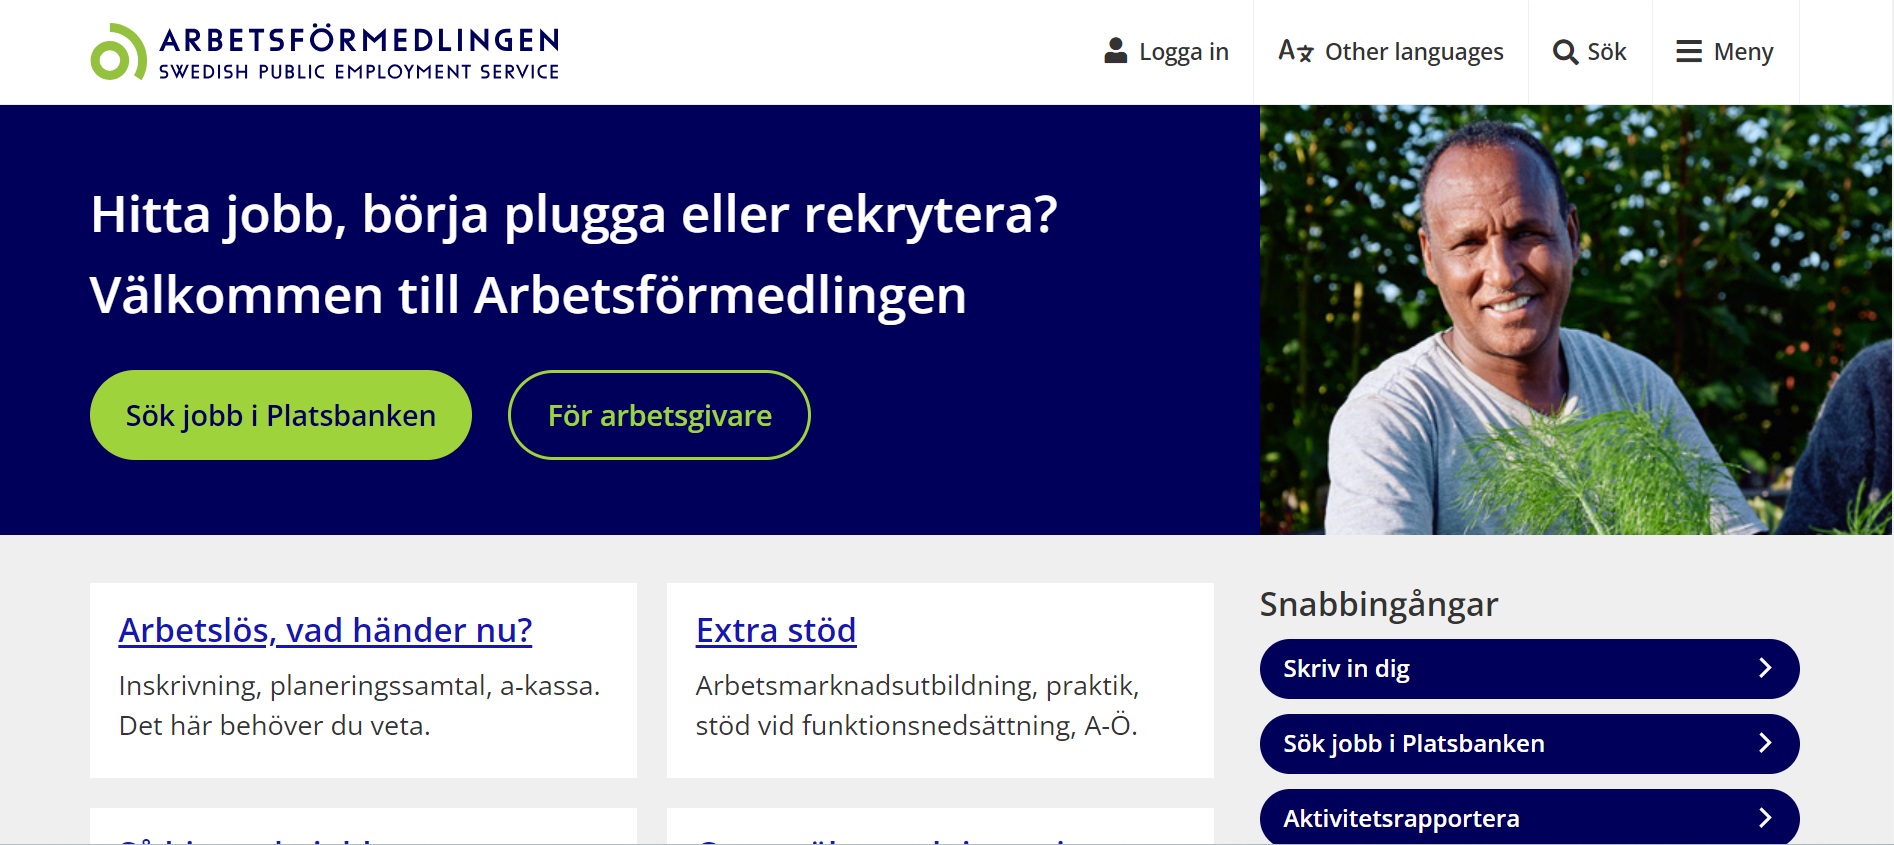 ARBETSFÖRMEDLINGEN
SWEDISH PUBLIC EMPLOYMENT SERVICE
Logga in
Other languages
Sök
Meny
Hitta jobb, börja plugga eller rekrytera?
Välkommen till Arbetsförmedlingen
Sök jobb i Platsbanken
För arbetsgivare
Arbetslös, vad händer nu?
Inskrivning, planeringssamtal, a-kassa.
Det här behöver du veta.
Extra stöd
Arbetsmarknadsutbildning, praktik,
stöd vid funktionsnedsättning, A-Ö.
Snabbingångar
Skriv in dig
Sök jobb i Platsbanken
Aktivitetsrapportera